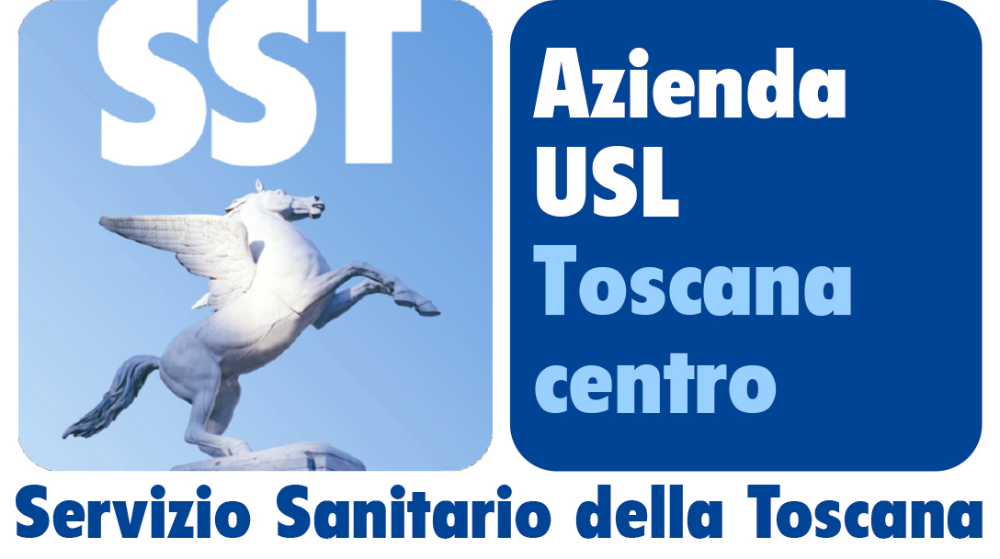 SST
Azienda
USL
Toscana
centro
Servizio Sanitario della Toscana